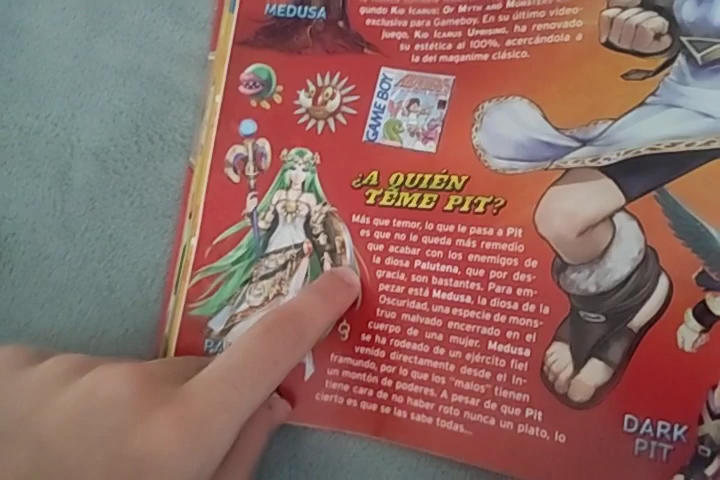 MEDUSA
gundo KID ICARUS: OF MYTH AND MONSTERS
exclusiva para Gameboy. En su último video-
juego, KID ICARUS UPRISING, ha renovado
su estética al 100%, acercándola a
la del maganime clásico.
GAME BOY
¿A QUIÉN
TEME PIT?
Más que temor, lo que le pasa a Pit
es que no le queda más remedio
que acabar con los enemigos de
la diosa Palutena, que por des-
gracia, son bastantes. Para em-
pezar está Medusa, la diosa de la
Oscuridad, una especie de mons-
truo malvado encerrado en el
cuerpo de una mujer. Medusa
se ha rodeado de un ejército fiel
venido directamente desde el In-
framundo, por lo que los "malos" tienen
un montón de poderes. A pesar de que Pit
tiene cara de no haber roto nunca un plato, lo
cierto es que se las sabe todas...
DARK
PIT